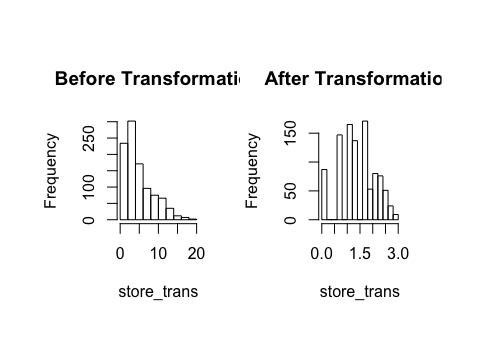 Before Transformati
After Transformatio
Frequency
0
100
250
0
10
20
store_trans
Frequency
0
50
150
0.0
1.5
3.0
store_trans